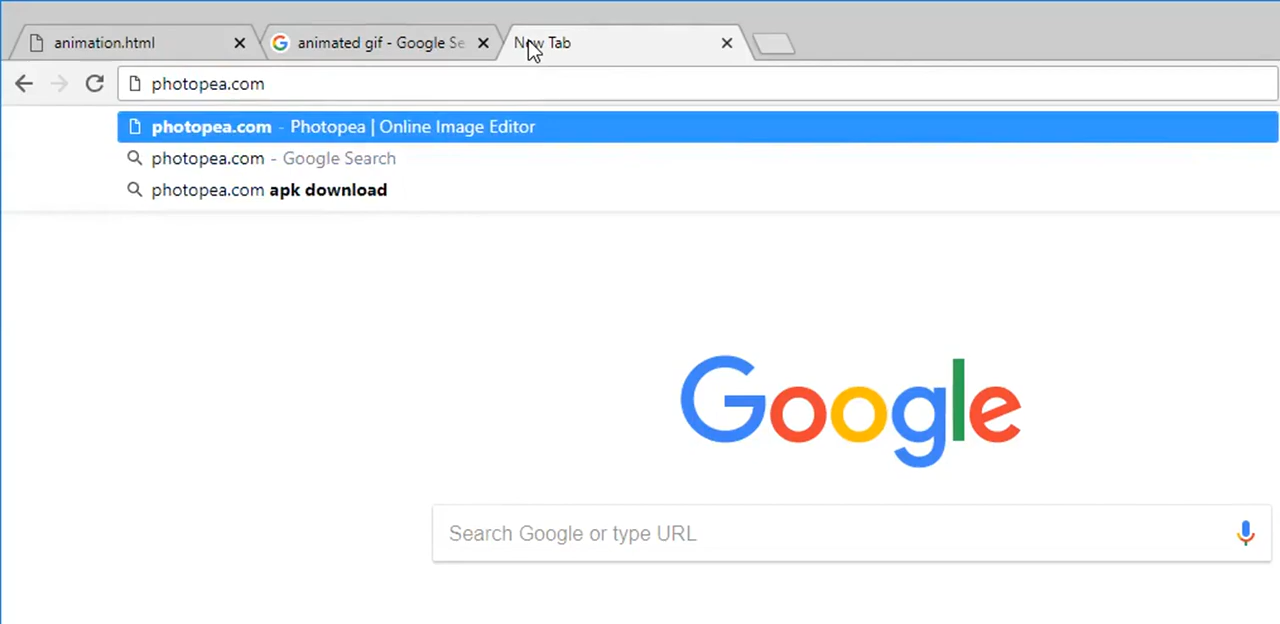 animation.html
animated gif - Google Se
New Tab
photopea.com
photopea.com - Photopea | Online Image Editor
photopea.com - Google Search
photopea.com apk download
Google
Search Google or type URL